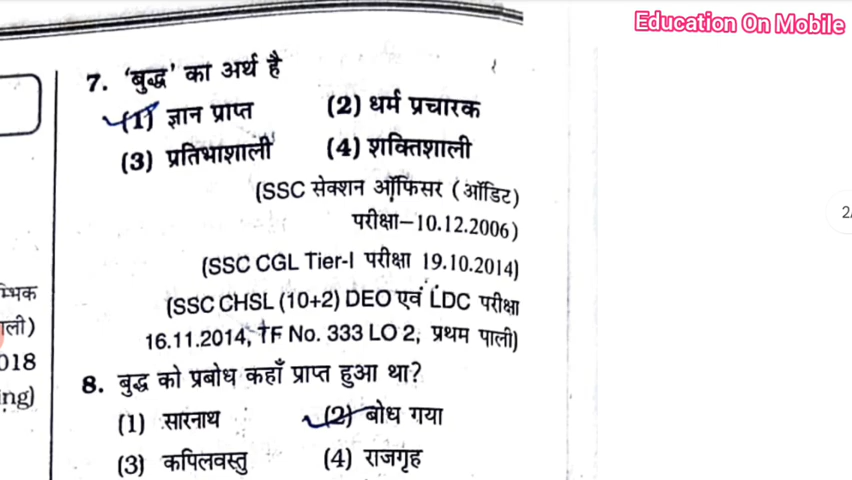 Education On Mobile
7. 'बुद्ध' का अर्थ है
(1) ज्ञान प्राप्त (2) धर्म प्रचारक
(3) प्रतिभाशाली (4) शक्तिशाली
(SSC सेक्शन ऑफिसर (ऑडिट)
परीक्षा–10.12.2006)
(SSC CGL Tier-I परीक्षा 19.10.2014)
(SSC CHSL (10+2) DEO एवं LDC परीक्षा
16.11.2014, TF No. 333 LO 2, प्रथम पाली)
8. बुद्ध को प्रबोध कहाँ प्राप्त हुआ था?
(1) सारनाथ (2) बोध गया
(3) कपिलवस्तु (4) राजगृह
म्भिक
ाली)
018
ing)
2/